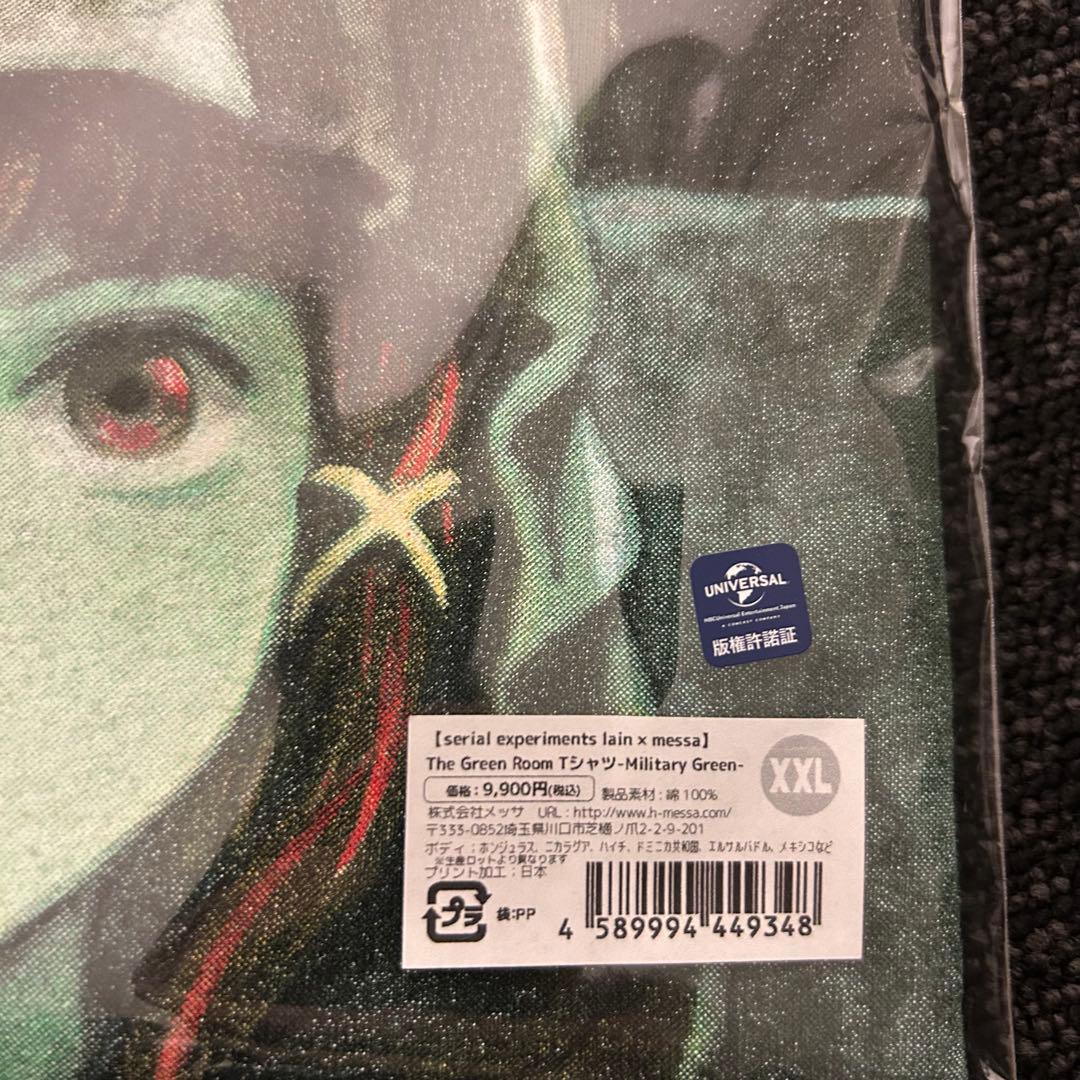 UNIVERSAL
NBCUniversal Entertainment Japan
A COMCAST COMPANY
版権許諾証
【serial experiments lain × messa】
The Green Room Tシャツ-Military Green-
XXL
価格：9,900円(税込)
製品素材：綿 100%
株式会社メッサ URL：http://www.h-messa.com/
〒333-0852埼玉県川口市芝樋ノ爪2-2-9-201
ボディ：ホンジュラス、ニカラグア、ハイチ、ドミニカ共和国、エルサルバドル、メキシコなど
※生産ロットより異なります
プリント加工：日本
プラ
袋:PP
4 589994 449348